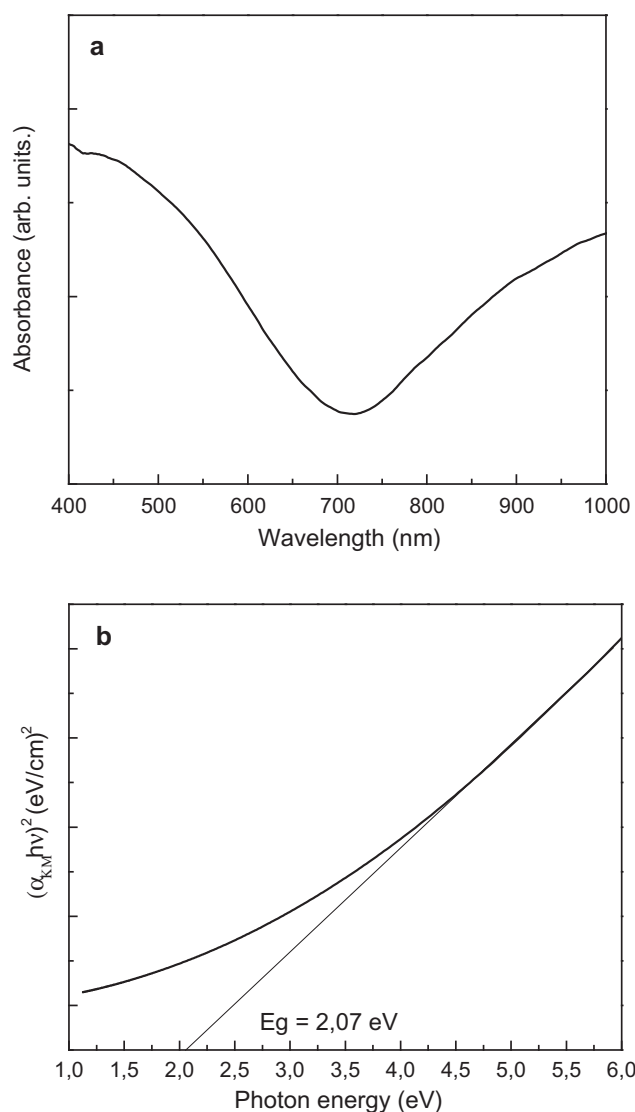 a
Absorbance (arb. units.)
400 500 600 700 800 900 1000
Wavelength (nm)
b
(α_KM hν)² (eV/cm)²
Eg = 2,07 eV
1,0 1,5 2,0 2,5 3,0 3,5 4,0 4,5 5,0 5,5 6,0
Photon energy (eV)